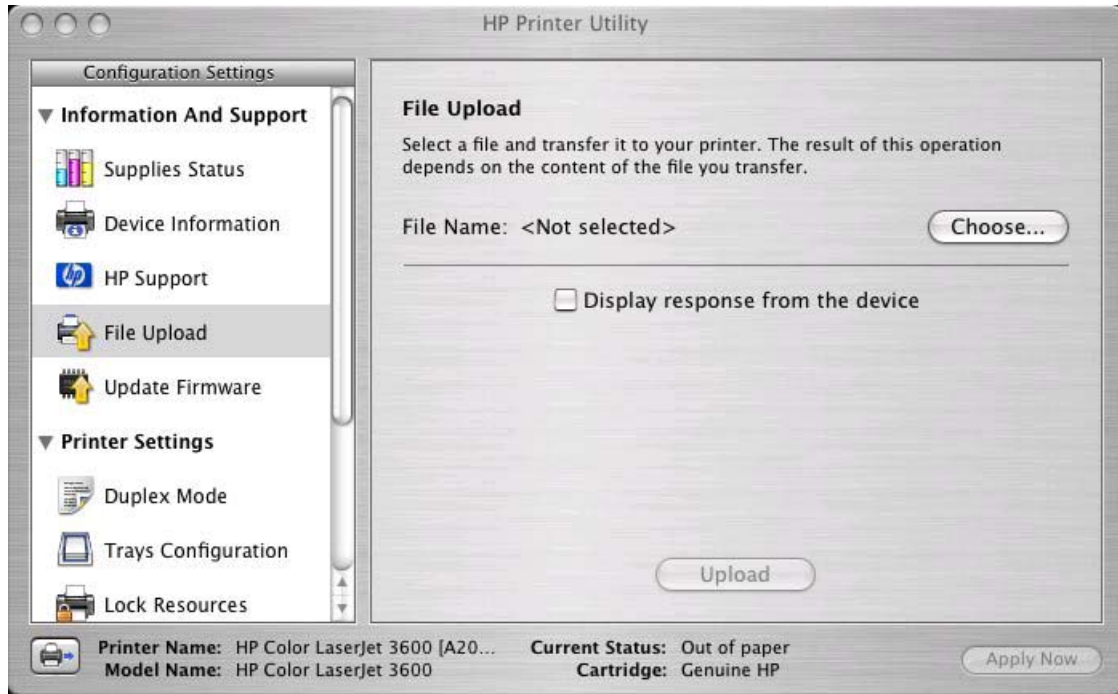 HP Printer Utility
Configuration Settings
Information And Support
Supplies Status
Device Information
hp
HP Support
File Upload
Update Firmware
Printer Settings
Duplex Mode
Trays Configuration
Lock Resources
File Upload
Select a file and transfer it to your printer. The result of this operation
depends on the content of the file you transfer.
File Name: <Not selected>
Choose...
Display response from the device
Upload
Printer Name: HP Color LaserJet 3600 [A20...
Model Name: HP Color LaserJet 3600
Current Status: Out of paper
Cartridge: Genuine HP
Apply Now